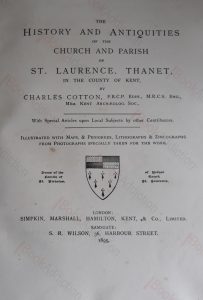 THE
HISTORY AND ANTIQUITIES
OF THE
CHURCH AND PARISH
OF
ST. LAURENCE, THANET,
IN THE COUNTY OF KENT,
BY
CHARLES COTTON, F.R.C.P. EDIN., M.R.C.S. ENG.,
MEM. KENT ARCHÆOLOG. SOC.,
With Special Articles upon Local Subjects by other Contributors.
ILLUSTRATED WITH MAPS, & PEDIGREES, LITHOGRAPHS & ZINCOGRAPHS
FROM PHOTOGRAPHS SPECIALLY TAKEN FOR THE WORK.
LONDON:
SIMPKIN, MARSHALL, HAMILTON, KENT, & Co., LIMITED.
RAMSGATE:
S. R. WILSON, 36, HARBOUR STREET.
1895.